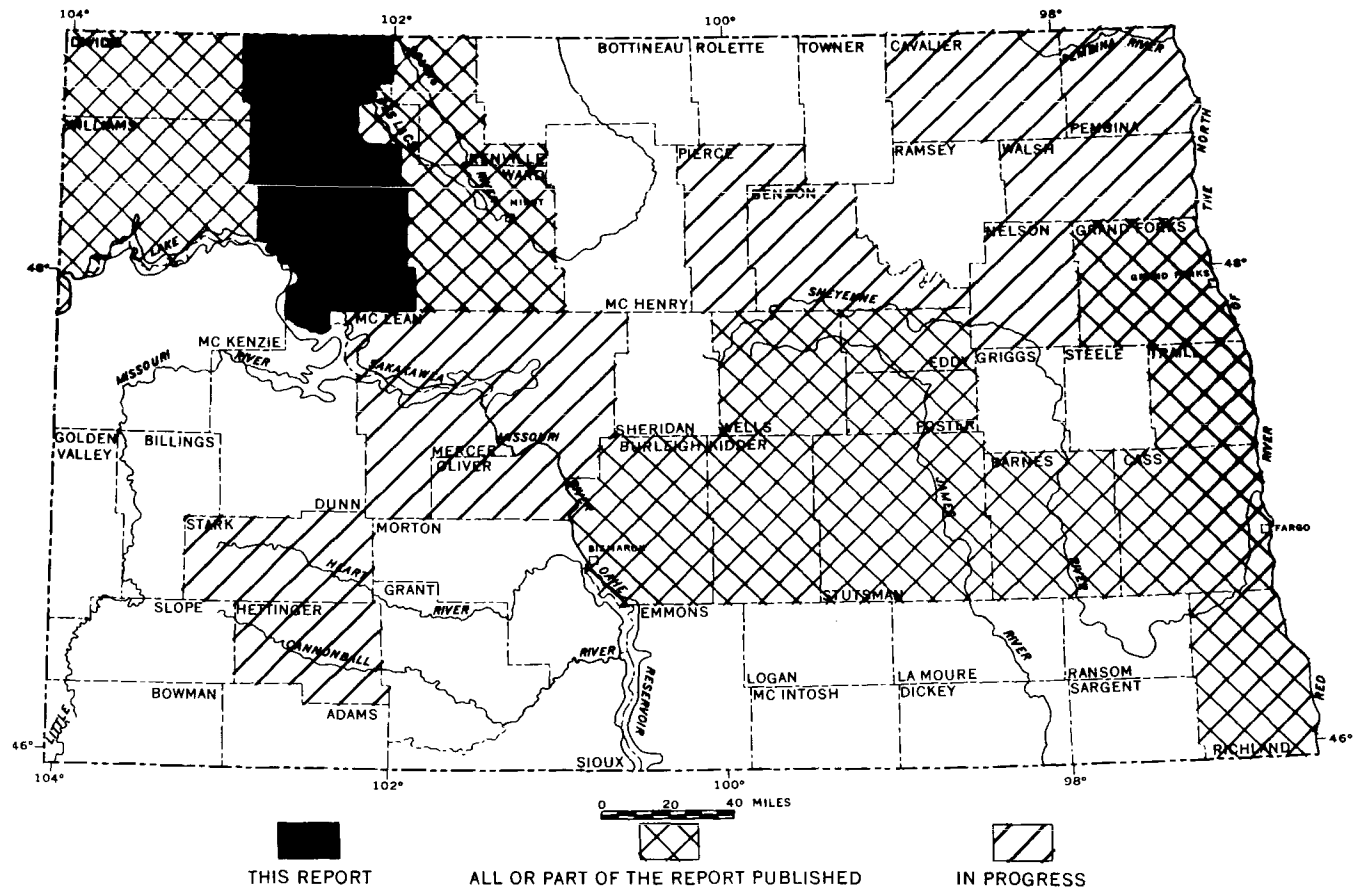 104°
102°
100°
98°
DIVIDE
BOTTINEAU
ROLETTE
TOWNER
CAVALIER
PEMBINA RIVER
WILLIAMS
DES LACS
PEMBINA
RENVILLE
WARD
RIVER
MINOT
PIERCE
RAMSEY
WALSH
THE NORTH
BENSON
NELSON
GRAND FORKS
LAKE
48°
48°
GRAND FORKS
OF
SHEYENNE
MC HENRY
MC LEAN
MC KENZIE
MISSOURI
RIVER
SAKAKAWEA
EDDY
GRIGGS
STEELE
TRAILL
GOLDEN
VALLEY
BILLINGS
MISSOURI
SHERIDAN
WELLS
FOSTER
MERCER
OLIVER
BURLEIGH
KIDDER
BARNES
CASS
RIVER
RIVER
JAMES
DUNN
STARK
MORTON
FARGO
BISMARCK
HEART
RIVER
GRANT
OAHE
RIVER
STUTSMAN
SLOPE
HETTINGER
EMMONS
CANNONBALL
RIVER
RIVER
RESERVOIR
LOGAN
LA MOURE
RANSOM
MC INTOSH
DICKEY
SARGENT
BOWMAN
ADAMS
LITTLE
RED
46°
46°
RICHLAND
SIOUX
104°
102°
100°
98°
0 20 40 MILES
THIS REPORT
ALL OR PART OF THE REPORT PUBLISHED
IN PROGRESS